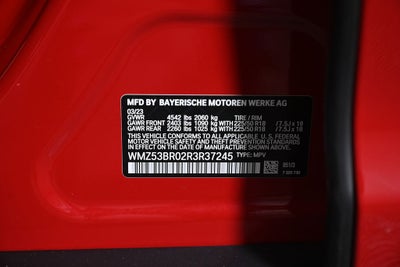 MFD BY BAYERISCHE MOTOREN WERKE AG
03/23
GVWR 4542 lbs 2060 kg TIRE / RIM
GAWR FRONT 2403 lbs 1090 kg WITH 225/50 R18 / 7.5J x 18
GAWR REAR 2260 lbs 1025 kg WITH 225/50 R18 / 7.5J x 18
THIS VEHICLE CONFORMS TO ALL APPLICABLE U.S. FEDERAL
MOTOR VEHICLE SAFETY AND THEFT PREVENTION STANDARDS
IN EFFECT ON THE DATE OF MANUFACTURE SHOWN ABOVE.
WMZ53BR02R3R37245 TYPE: MPV